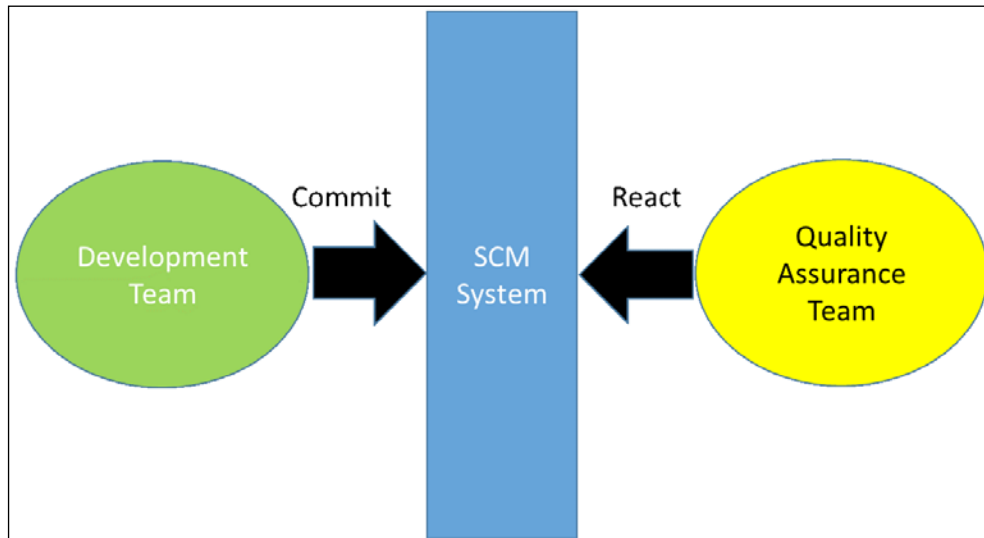 Commit
Development
Team
SCM
System
React
Quality
Assurance
Team